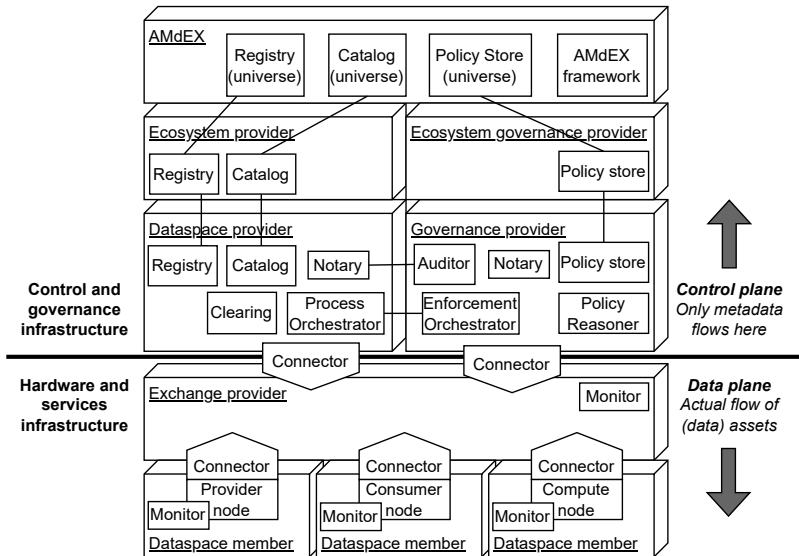 AMdEX
Registry
(universe)
Catalog
(universe)
Policy Store
(universe)
AMdEX
framework
Ecosystem provider
Registry
Catalog
Ecosystem governance provider
Policy store
Dataspace provider
Registry
Catalog
Notary
Clearing
Process
Orchestrator
Governance provider
Auditor
Notary
Policy store
Enforcement
Orchestrator
Policy
Reasoner
Control and
governance
infrastructure
Control plane
Only metadata
flows here
Connector
Connector
Hardware and
services
infrastructure
Exchange provider
Monitor
Data plane
Actual flow of
(data) assets
Connector
Provider
node
Monitor
Dataspace member
Connector
Consumer
node
Monitor
Dataspace member
Connector
Compute
node
Monitor
Dataspace member